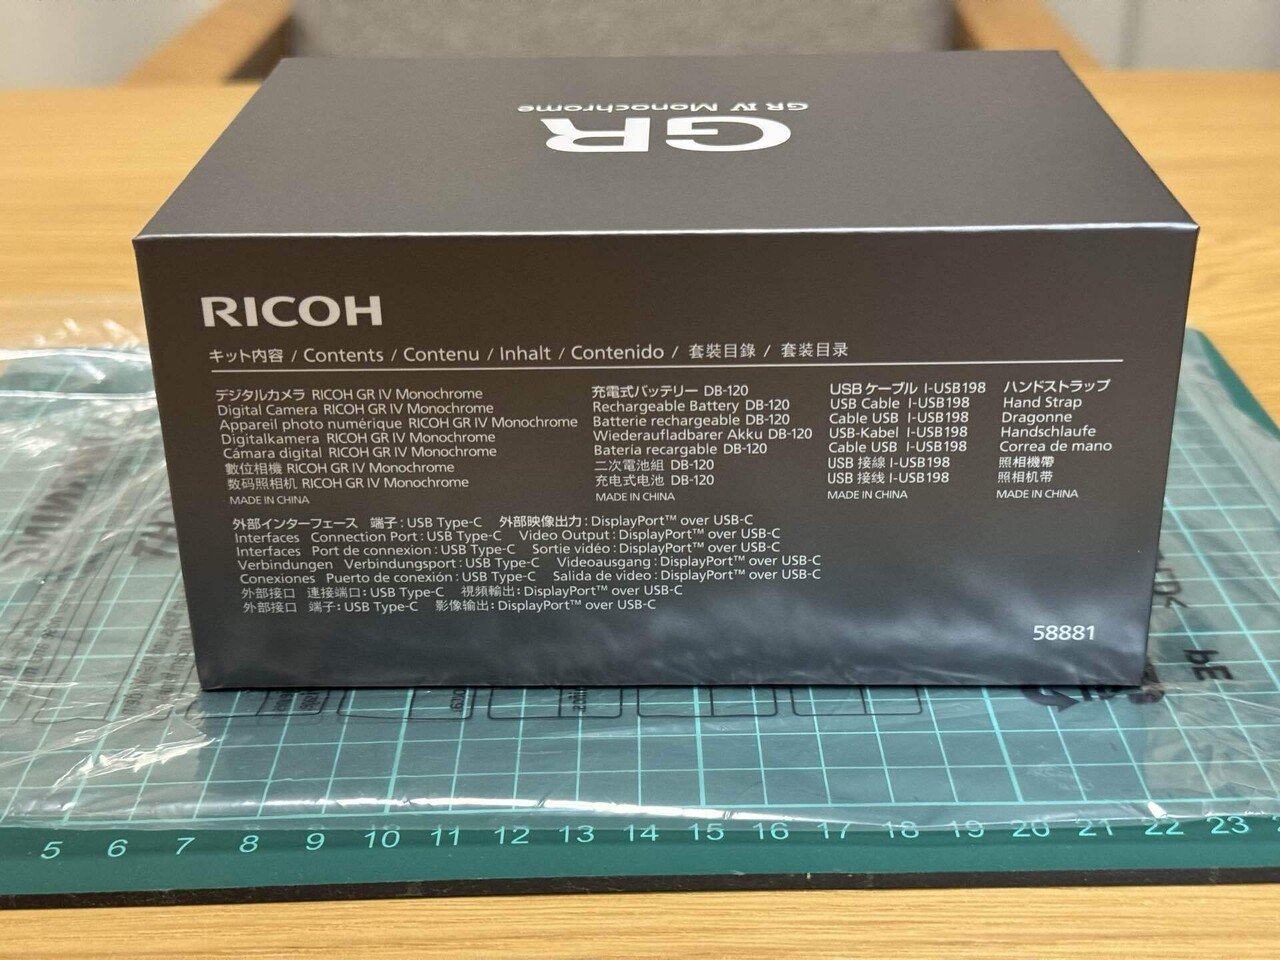 GR IV Monochrome
GR
RICOH
キット内容 / Contents / Contenu / Inhalt / Contenido / 套裝目錄 / 套装目录
デジタルカメラ RICOH GR IV Monochrome
Digital Camera RICOH GR IV Monochrome
Appareil photo numérique RICOH GR IV Monochrome
Digitalkamera RICOH GR IV Monochrome
Cámara digital RICOH GR IV Monochrome
數位相機 RICOH GR IV Monochrome
数码照相机 RICOH GR IV Monochrome
MADE IN CHINA
充電式バッテリー DB-120
Rechargeable Battery DB-120
Batterie rechargeable DB-120
Wiederaufladbarer Akku DB-120
Bateria recargable DB-120
二次電池組 DB-120
充电式电池 DB-120
MADE IN CHINA
USBケーブル I-USB198
USB Cable I-USB198
Cable USB I-USB198
USB-Kabel I-USB198
Cable USB I-USB198
USB 接線 I-USB198
USB 接线 I-USB198
MADE IN CHINA
ハンドストラップ
Hand Strap
Dragonne
Handschlaufe
Correa de mano
照相機帶
照相机带
MADE IN CHINA
外部インターフェース 端子：USB Type-C 外部映像出力：DisplayPort™ over USB-C
Interfaces Connection Port：USB Type-C Video Output：DisplayPort™ over USB-C
Interfaces Port de connexion：USB Type-C Sortie vidéo：DisplayPort™ over USB-C
Verbindungen Verbindungsport：USB Type-C Videoausgang：DisplayPort™ over USB-C
Conexiones Puerto de conexión：USB Type-C Salida de video：DisplayPort™ over USB-C
外部接口 連接端口：USB Type-C 視頻輸出：DisplayPort™ over USB-C
外部接口 端子：USB Type-C 影像输出：DisplayPort™ over USB-C
58881
5 6 7 8 9 10 11 12 13 14 15 16 17 18 19 20 21 22 23